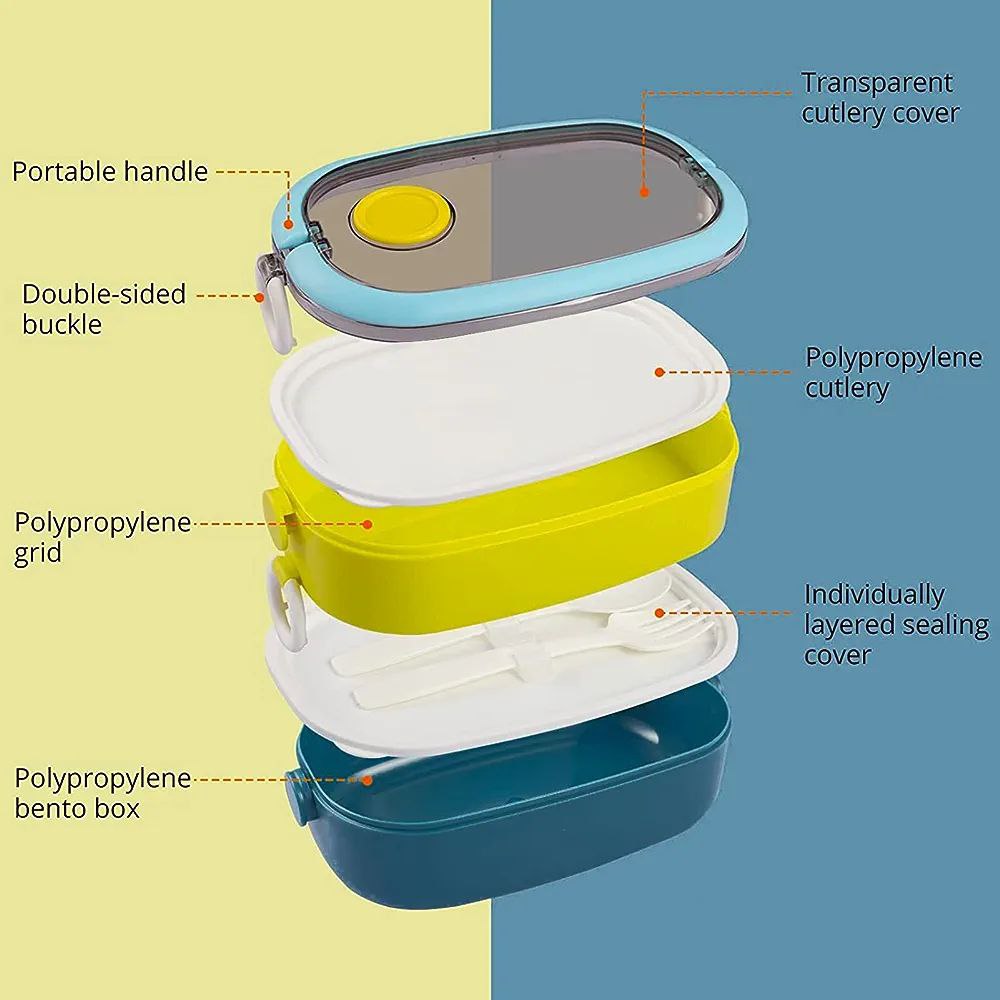 Transparent
cutlery cover
Portable handle
Double-sided
buckle
Polypropylene
cutlery
Polypropylene
grid
Individually
layered sealing
cover
Polypropylene
bento box